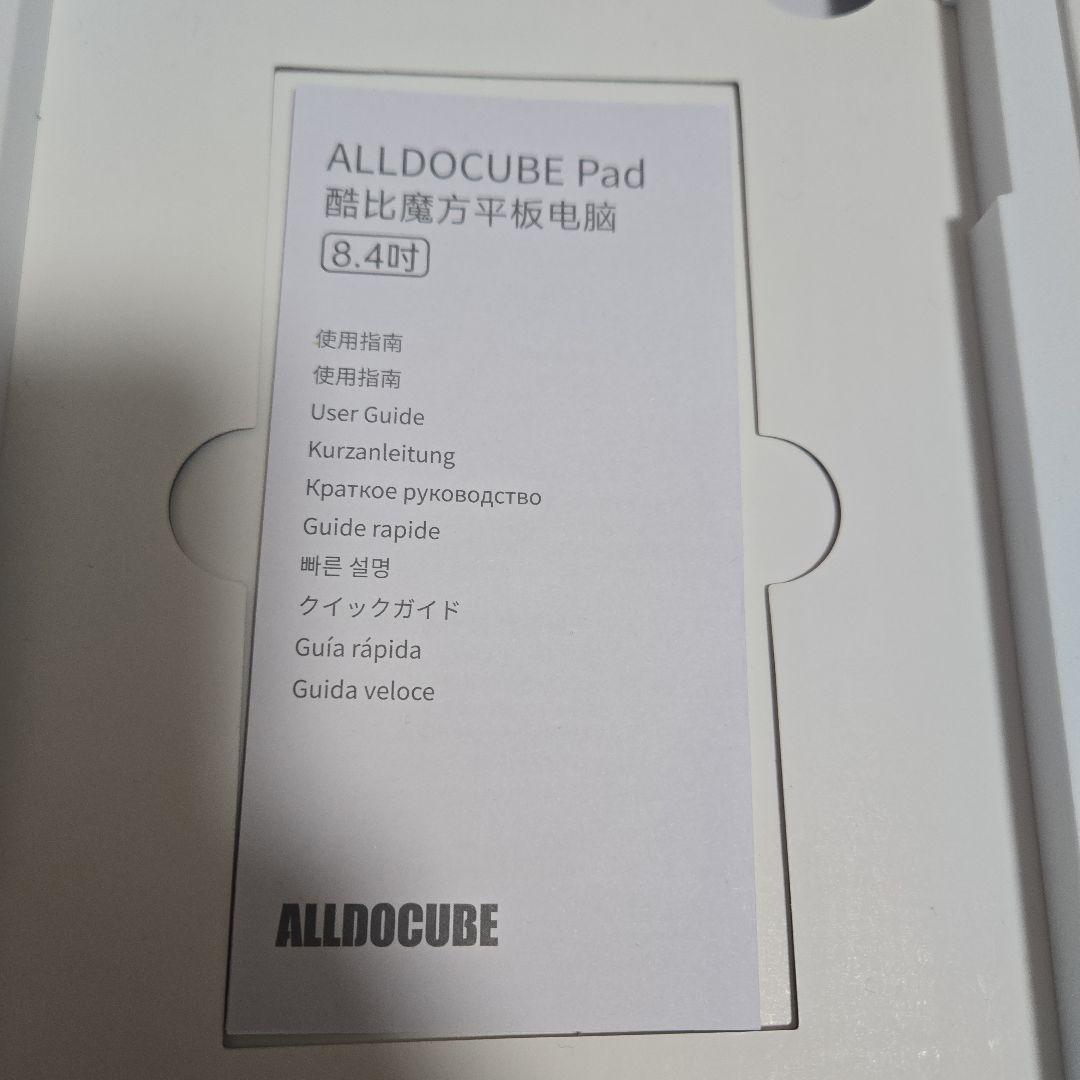 ALLDOCUBE Pad
酷比魔方平板电脑
8.4吋
使用指南
使用指南
User Guide
Kurzanleitung
Краткое руководство
Guide rapide
빠른 설명
クイックガイド
Guía rápida
Guida veloce
ALLDOCUBE